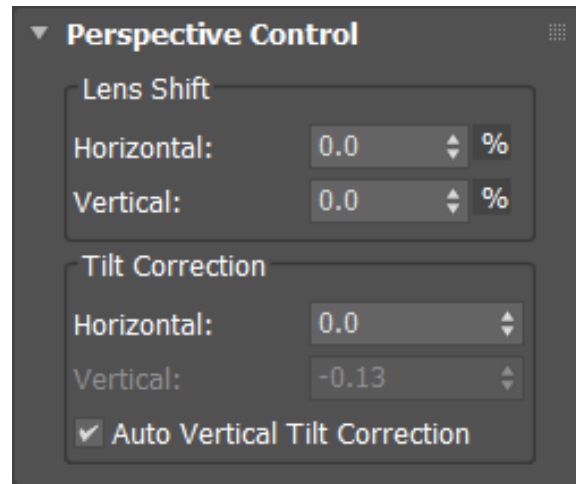 Perspective Control
Lens Shift
Horizontal: 0.0 %
Vertical: 0.0 %
Tilt Correction
Horizontal: 0.0
Vertical: -0.13
Auto Vertical Tilt Correction